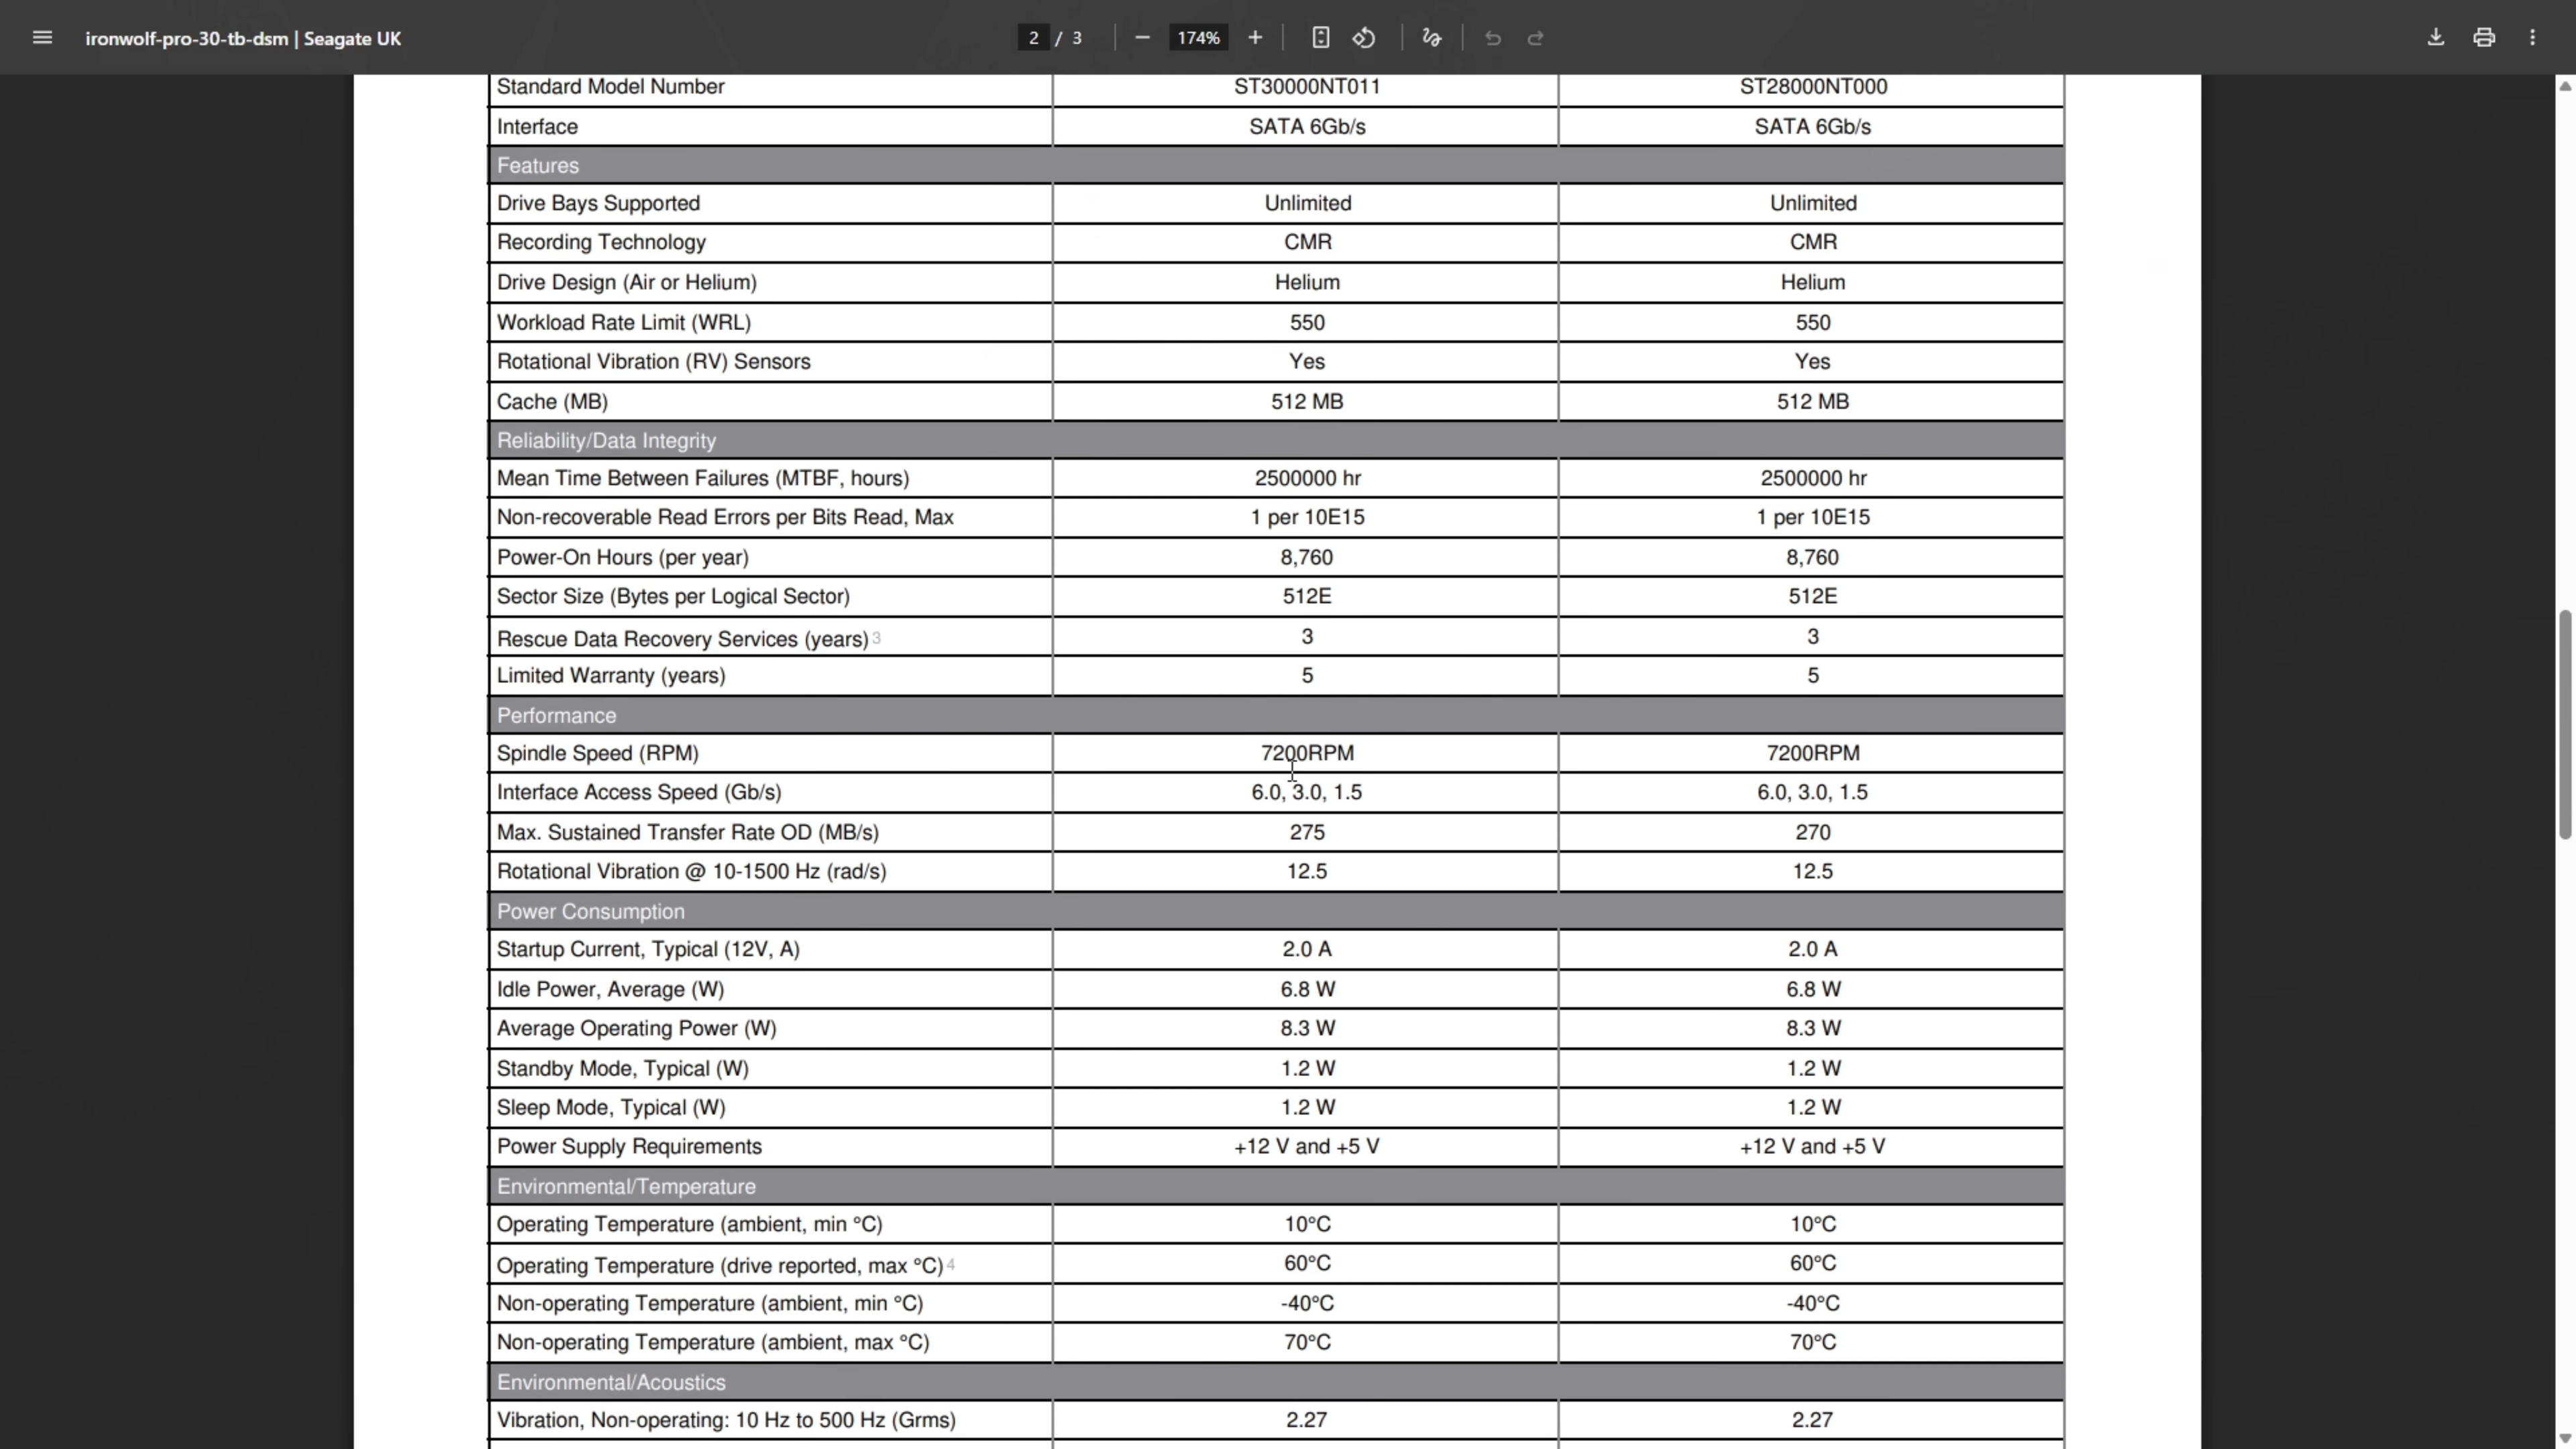 ironwolf-pro-30-tb-dsm | Seagate UK
2 / 3
174%
Standard Model Number ST30000NT011 ST28000NT000
Interface SATA 6Gb/s SATA 6Gb/s
Features
Drive Bays Supported Unlimited Unlimited
Recording Technology CMR CMR
Drive Design (Air or Helium) Helium Helium
Workload Rate Limit (WRL) 550 550
Rotational Vibration (RV) Sensors Yes Yes
Cache (MB) 512 MB 512 MB
Reliability/Data Integrity
Mean Time Between Failures (MTBF, hours) 2500000 hr 2500000 hr
Non-recoverable Read Errors per Bits Read, Max 1 per 10E15 1 per 10E15
Power-On Hours (per year) 8,760 8,760
Sector Size (Bytes per Logical Sector) 512E 512E
Rescue Data Recovery Services (years) 3 3 3
Limited Warranty (years) 5 5
Performance
Spindle Speed (RPM) 7200RPM 7200RPM
Interface Access Speed (Gb/s) 6.0, 3.0, 1.5 6.0, 3.0, 1.5
Max. Sustained Transfer Rate OD (MB/s) 275 270
Rotational Vibration @ 10-1500 Hz (rad/s) 12.5 12.5
Power Consumption
Startup Current, Typical (12V, A) 2.0 A 2.0 A
Idle Power, Average (W) 6.8 W 6.8 W
Average Operating Power (W) 8.3 W 8.3 W
Standby Mode, Typical (W) 1.2 W 1.2 W
Sleep Mode, Typical (W) 1.2 W 1.2 W
Power Supply Requirements +12 V and +5 V +12 V and +5 V
Environmental/Temperature
Operating Temperature (ambient, min °C) 10°C 10°C
Operating Temperature (drive reported, max °C) 4 60°C 60°C
Non-operating Temperature (ambient, min °C) -40°C -40°C
Non-operating Temperature (ambient, max °C) 70°C 70°C
Environmental/Acoustics
Vibration, Non-operating: 10 Hz to 500 Hz (Grms) 2.27 2.27